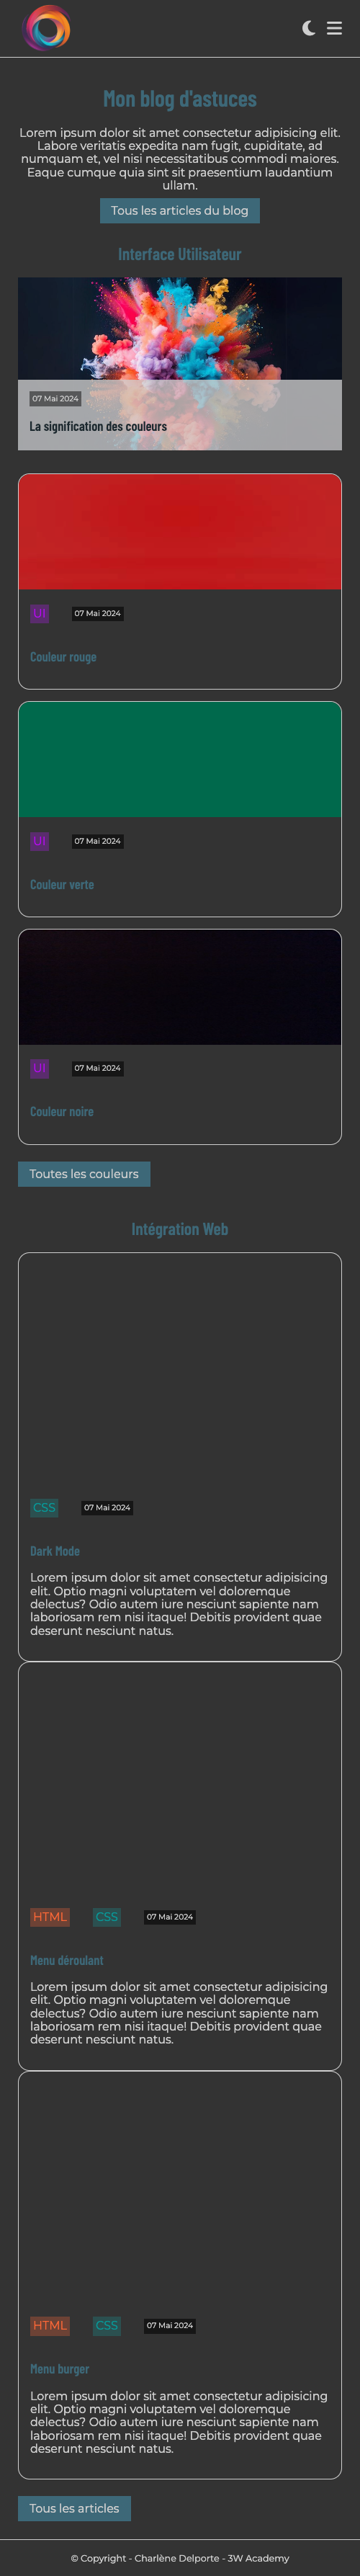 Mon blog d'astuces
Lorem ipsum dolor sit amet consectetur adipisicing elit.
Labore veritatis expedita nam fugit, cupiditate, ad
numquam et, vel nisi necessitatibus commodi maiores.
Eaque cumque quia sint sit praesentium laudantium
ullam.
Tous les articles du blog
Interface Utilisateur
07 Mai 2024
La signification des couleurs
UI 07 Mai 2024
Couleur rouge
UI 07 Mai 2024
Couleur verte
UI 07 Mai 2024
Couleur noire
Toutes les couleurs
Intégration Web
CSS 07 Mai 2024
Dark Mode
Lorem ipsum dolor sit amet consectetur adipisicing
elit. Optio magni voluptatem vel doloremque
delectus? Odio autem iure nesciunt sapiente nam
laboriosam rem nisi itaque! Debitis provident quae
deserunt nesciunt natus.
HTML CSS 07 Mai 2024
Menu déroulant
Lorem ipsum dolor sit amet consectetur adipisicing
elit. Optio magni voluptatem vel doloremque
delectus? Odio autem iure nesciunt sapiente nam
laboriosam rem nisi itaque! Debitis provident quae
deserunt nesciunt natus.
HTML CSS 07 Mai 2024
Menu burger
Lorem ipsum dolor sit amet consectetur adipisicing
elit. Optio magni voluptatem vel doloremque
delectus? Odio autem iure nesciunt sapiente nam
laboriosam rem nisi itaque! Debitis provident quae
deserunt nesciunt natus.
Tous les articles
© Copyright - Charlène Delporte - 3W Academy